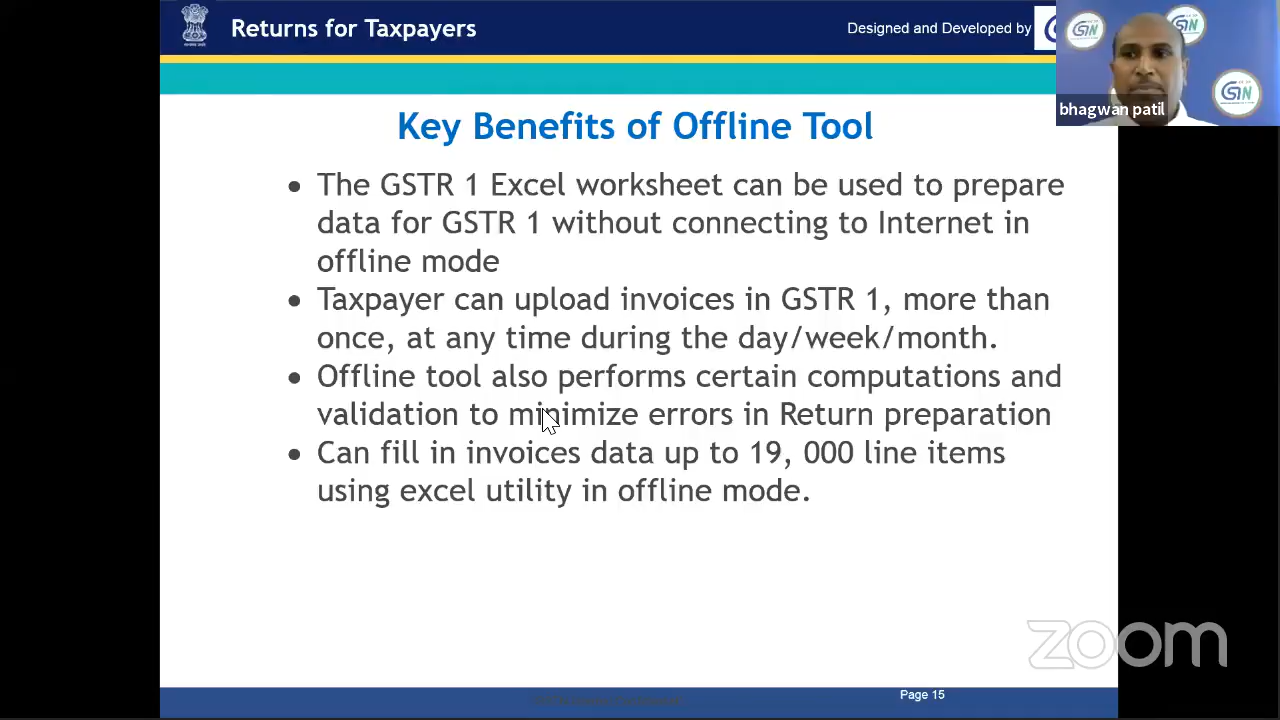 Returns for Taxpayers
Designed and Developed by
bhagwan patil
Key Benefits of Offline Tool
• The GSTR 1 Excel worksheet can be used to prepare
data for GSTR 1 without connecting to Internet in
offline mode
• Taxpayer can upload invoices in GSTR 1, more than
once, at any time during the day/week/month.
• Offline tool also performs certain computations and
validation to minimize errors in Return preparation
• Can fill in invoices data up to 19, 000 line items
using excel utility in offline mode.
zoom
Page 15